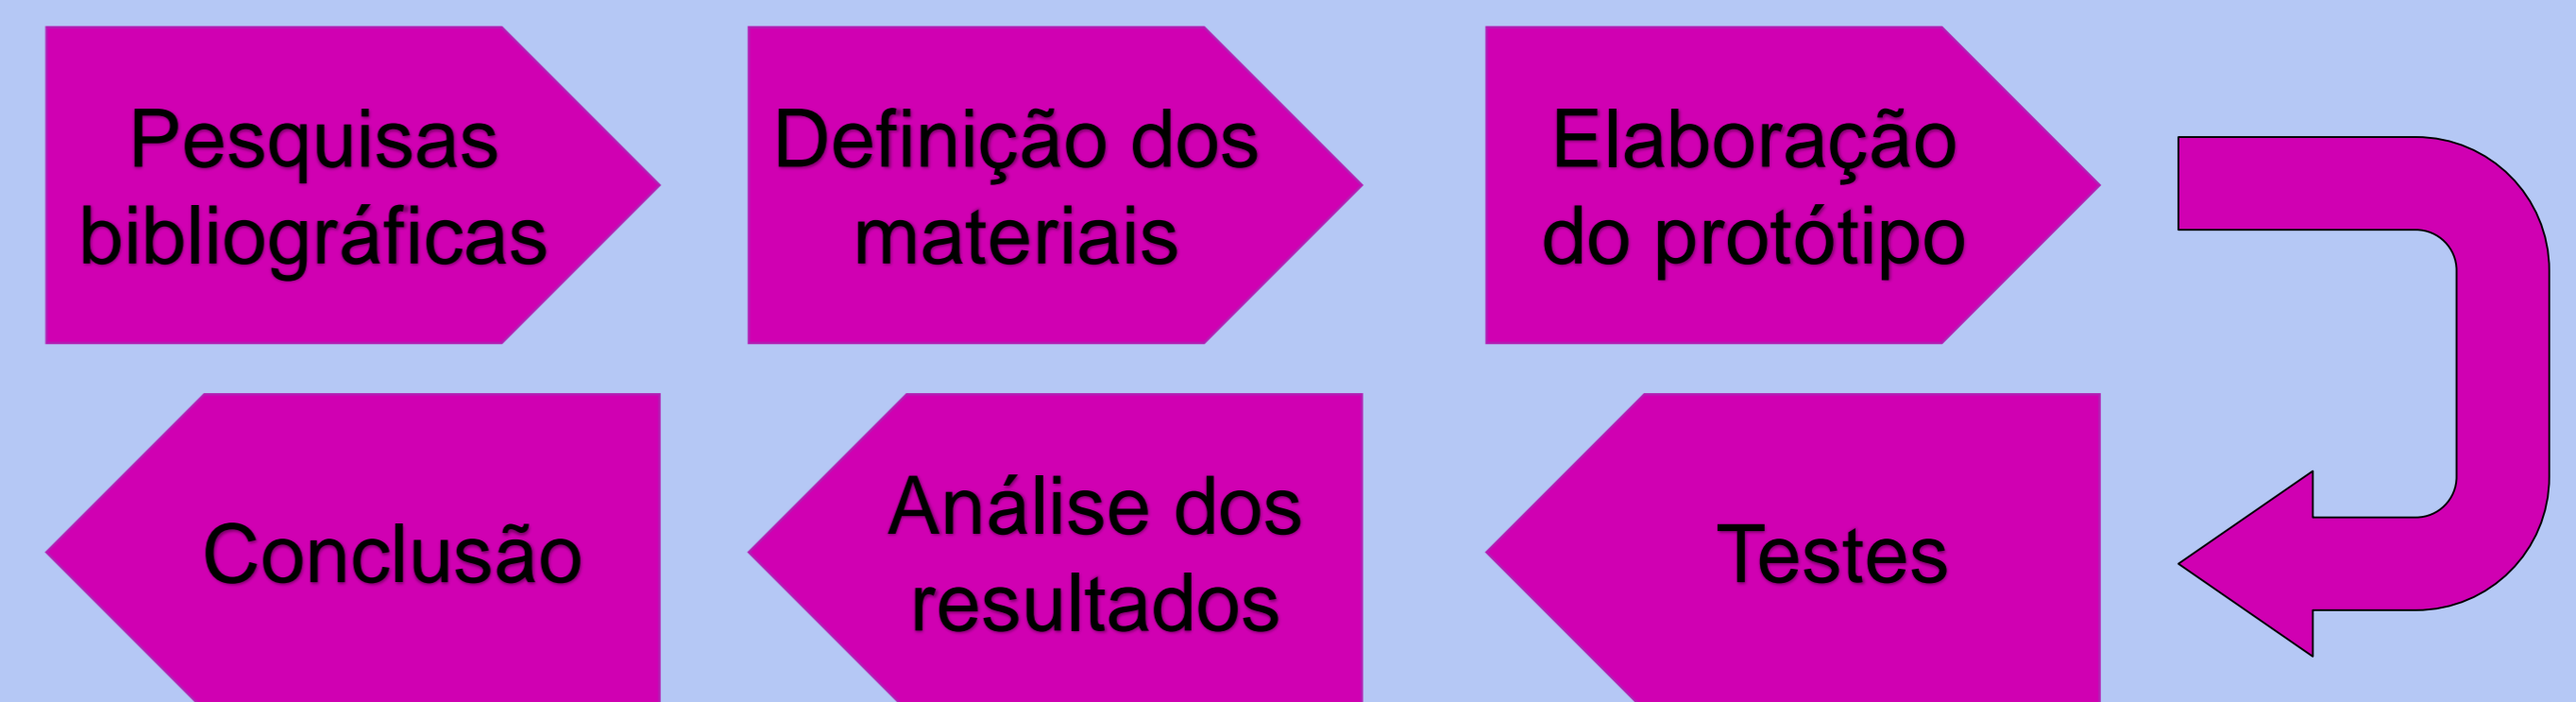 Pesquisas
bibliográficas
Definição dos
materiais
Elaboração
do protótipo
Testes
Análise dos
resultados
Conclusão